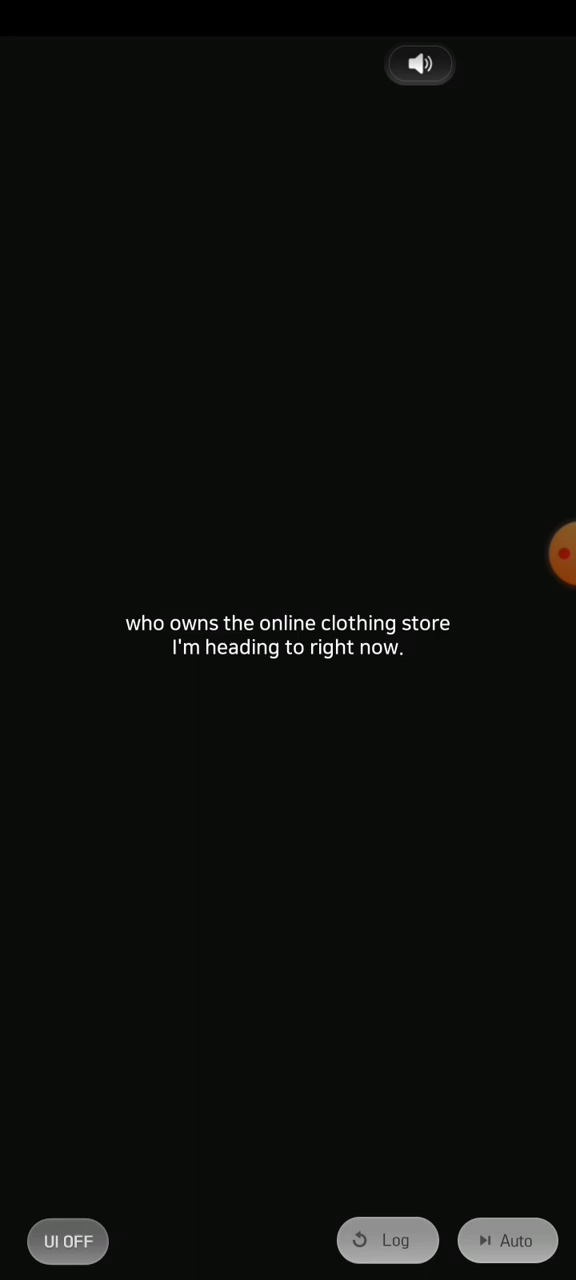 who owns the online clothing store
I'm heading to right now.
UI OFF
Log
Auto